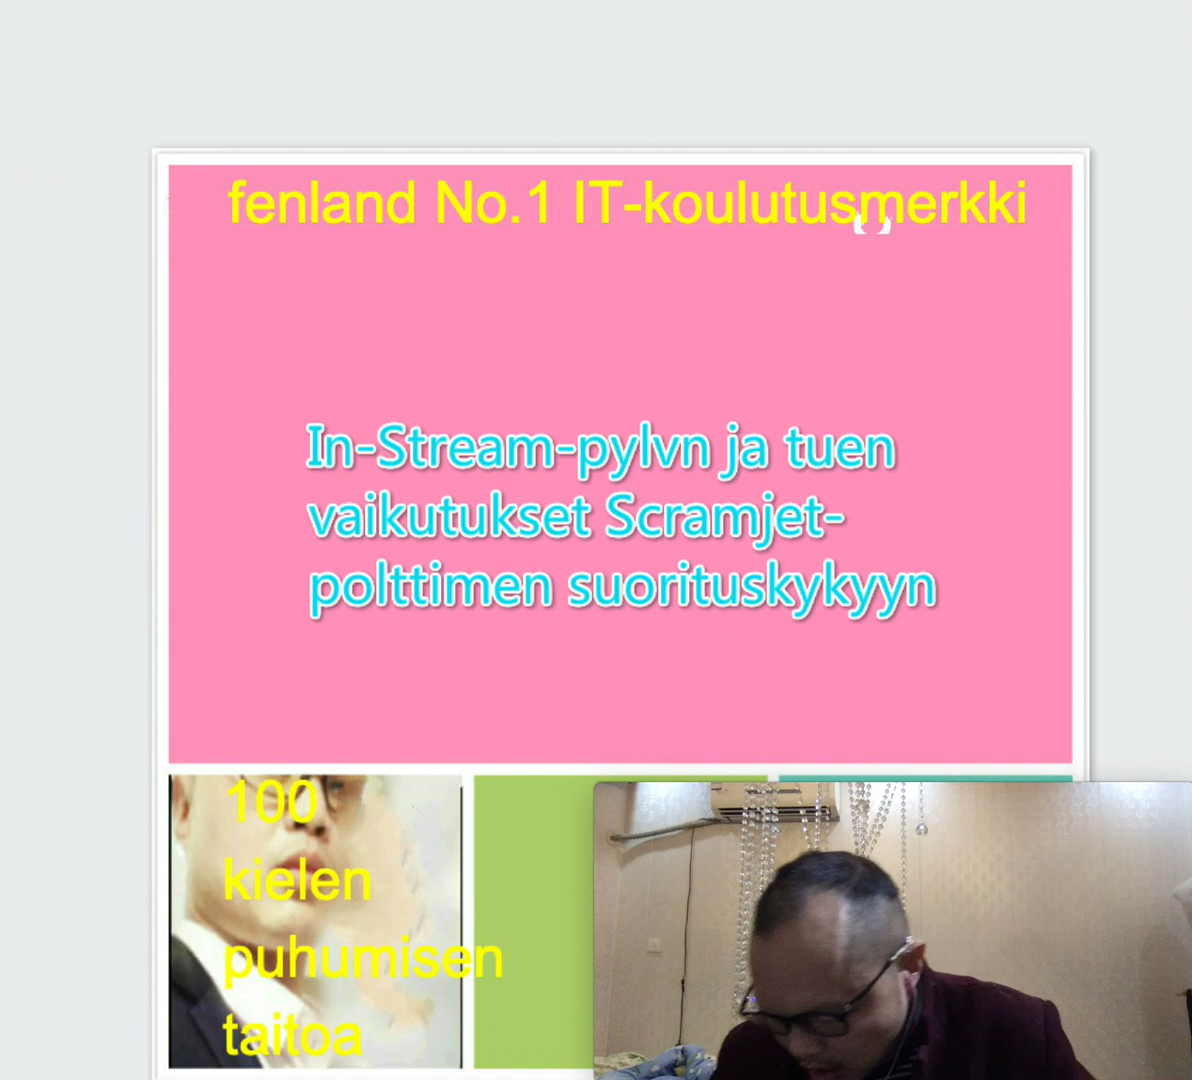 fenland No.1 IT-koulutusmerkki
In-Stream-pylvn ja tuen
vaikutukset Scramjet-
polttimen suorituskykyyn
100
kielen
puhumisen
taitoa